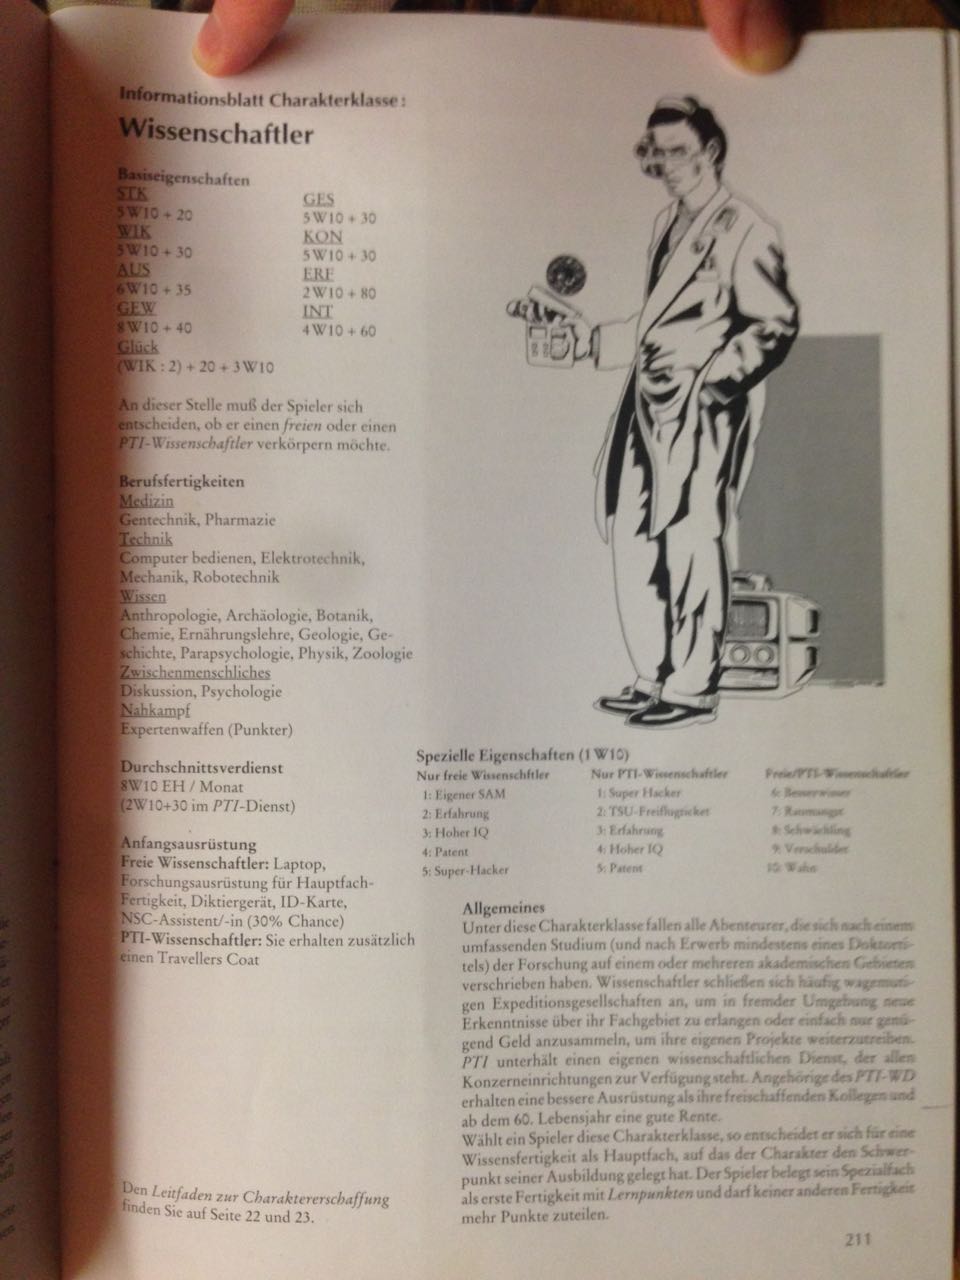 Informationsblatt Charakterklasse:
Wissenschaftler
Basiseigenschaften
STK
5W10 + 20
WIK
5W10 + 30
AUS
6W10 + 35
GEW
8W10 + 40
Glück
(WIK : 2) + 20 + 3W10
GES
5W10 + 30
KON
5W10 + 30
ERF
2W10 + 80
INT
4W10 + 60
An dieser Stelle muß der Spieler sich
entscheiden, ob er einen freien oder einen
PTI-Wissenschaftler verkörpern möchte.
Berufsfertigkeiten
Medizin
Gentechnik, Pharmazie
Technik
Computer bedienen, Elektrotechnik,
Mechanik, Robotechnik
Wissen
Anthropologie, Archäologie, Botanik,
Chemie, Ernährungslehre, Geologie, Ge-
schichte, Parapsychologie, Physik, Zoologie
Zwischenmenschliches
Diskussion, Psychologie
Nahkampf
Expertenwaffen (Punkter)
Durchschnittsverdienst
8W10 EH / Monat
(2W10+30 im PTI-Dienst)
Anfangsausrüstung
Freie Wissenschaftler: Laptop,
Forschungsausrüstung für Hauptfach-
Fertigkeit, Diktiergerät, ID-Karte,
NSC-Assistent/-in (30% Chance)
PTI-Wissenschaftler: Sie erhalten zusätzlich
einen Travellers Coat
Den Leitfaden zur Charaktererschaffung
finden Sie auf Seite 22 und 23.
Spezielle Eigenschaften (1W10)
Nur freie Wissenschftler
1: Eigener SAM
2: Erfahrung
3: Hoher IQ
4: Patent
5: Super-Hacker
Nur PTI-Wissenschaftler
1: Super Hacker
2: TSU-Freiflugticket
3: Erfahrung
4: Hoher IQ
5: Patent
Freie/PTI-Wissenschaftler
6: Besserwisser
7: Raumangst
8: Schwächling
9: Verschuldet
10: Wahn
Allgemeines
Unter diese Charakterklasse fallen alle Abenteurer, die sich nach einem
umfassenden Studium (und nach Erwerb mindestens eines Doktorti-
tels) der Forschung auf einem oder mehreren akademischen Gebieten
verschrieben haben. Wissenschaftler schließen sich häufig wagemuti-
gen Expeditionsgesellschaften an, um in fremder Umgebung neue
Erkenntnisse über ihr Fachgebiet zu erlangen oder einfach nur genü-
gend Geld anzusammeln, um ihre eigenen Projekte weiterzutreiben.
PTI unterhält einen eigenen wissenschaftlichen Dienst, der allen
Konzerneinrichtungen zur Verfügung steht. Angehörige des PTI-WD
erhalten eine bessere Ausrüstung als ihre freischaffenden Kollegen und
ab dem 60. Lebensjahr eine gute Rente.
Wählt ein Spieler diese Charakterklasse, so entscheidet er sich für eine
Wissensfertigkeit als Hauptfach, auf das der Charakter den Schwer-
punkt seiner Ausbildung gelegt hat. Der Spieler belegt sein Spezialfach
als erste Fertigkeit mit Lernpunkten und darf keiner anderen Fertigkeit
mehr Punkte zuteilen.
211